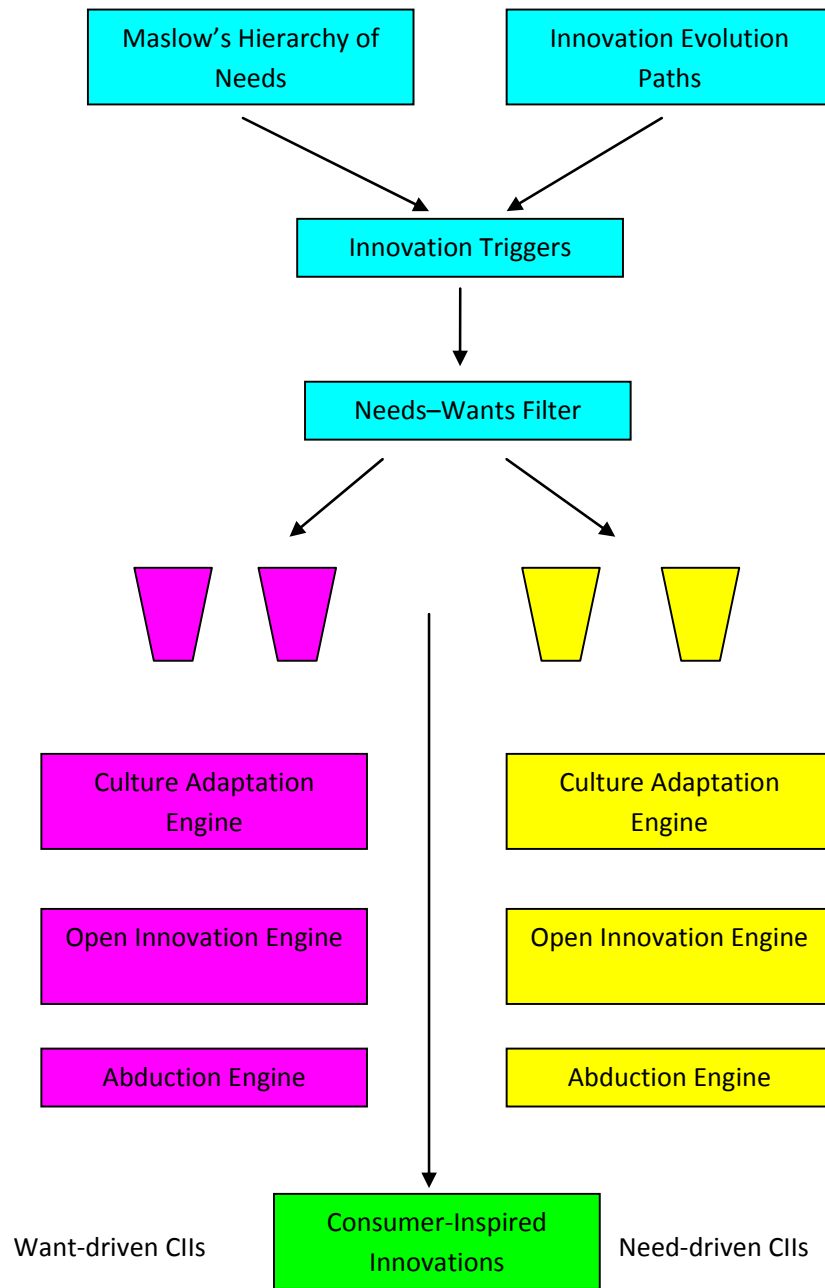 Maslow’s Hierarchy of
Needs
Innovation Evolution
Paths
Innovation Triggers
Needs–Wants Filter
Culture Adaptation
Engine
Culture Adaptation
Engine
Open Innovation Engine
Open Innovation Engine
Abduction Engine
Abduction Engine
Want-driven CIIs
Consumer-Inspired
Innovations
Need-driven CIIs